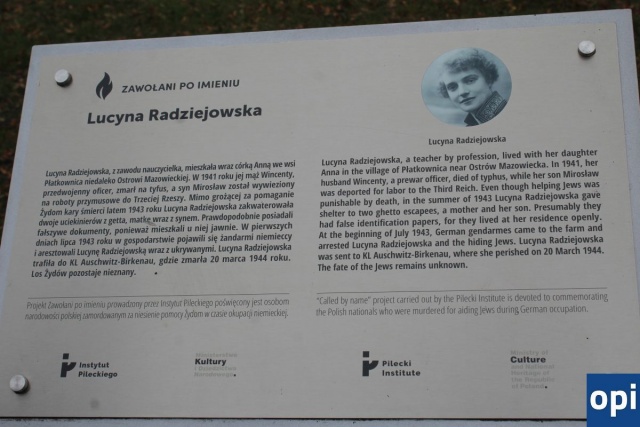 ZAWOŁANI PO IMIENIU
Lucyna Radziejowska
Lucyna Radziejowska, z zawodu nauczycielka, mieszkała wraz córką Anną we wsi
Płatkownica niedaleko Ostrowi Mazowieckiej. W 1941 roku jej mąż Wincenty,
przedwojenny oficer, zmarł na tyfus, a syn Mirosław został wywieziony
na roboty przymusowe do Trzeciej Rzeszy. Mimo grożącej za pomaganie
Żydom kary śmierci latem 1943 roku Lucyna Radziejowska zakwaterowała
dwoje uciekinierów z getta, matkę wraz z synem. Prawdopodobnie posiadali
fałszywe dokumenty, ponieważ mieszkali u niej jawnie. W pierwszych
dniach lipca 1943 roku w gospodarstwie pojawili się żandarmi niemieccy
i aresztowali Lucynę Radziejowską wraz z ukrywanymi. Lucyna Radziejowska
trafiła do KL Auschwitz-Birkenau, gdzie zmarła 20 marca 1944 roku.
Los Żydów pozostaje nieznany.
Projekt Zawołani po imieniu prowadzony przez Instytut Pileckiego poświęcony jest osobom
narodowości polskiej zamordowanym za niesienie pomocy Żydom w czasie okupacji niemieckiej.
Instytut
Pileckiego
Ministerstwo
Kultury
i Dziedzictwa
Narodowego
Lucyna Radziejowska
Lucyna Radziejowska, a teacher by profession, lived with her daughter
Anna in the village of Płatkownica near Ostrów Mazowiecka. In 1941, her
husband Wincenty, a prewar officer, died of typhus, while her son Mirosław
was deported for labor to the Third Reich. Even though helping Jews was
punishable by death, in the summer of 1943 Lucyna Radziejowska gave
shelter to two ghetto escapees, a mother and her son. Presumably they
had false identification papers, for they lived at her residence openly.
At the beginning of July 1943, German gendarmes came to the farm and
arrested Lucyna Radziejowska and the hiding Jews. Lucyna Radziejowska
was sent to KL Auschwitz-Birkenau, where she perished on 20 March 1944.
The fate of the Jews remains unknown.
"Called by name" project carried out by the Pilecki Institute is devoted to commemorating
the Polish nationals who were murdered for aiding Jews during German occupation.
Pilecki
Institute
Ministry of
Culture
and National
Heritage of
the Republic
of Poland
opi